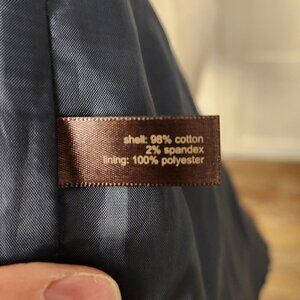 shell: 98% cotton
2% spandex
lining: 100% polyester